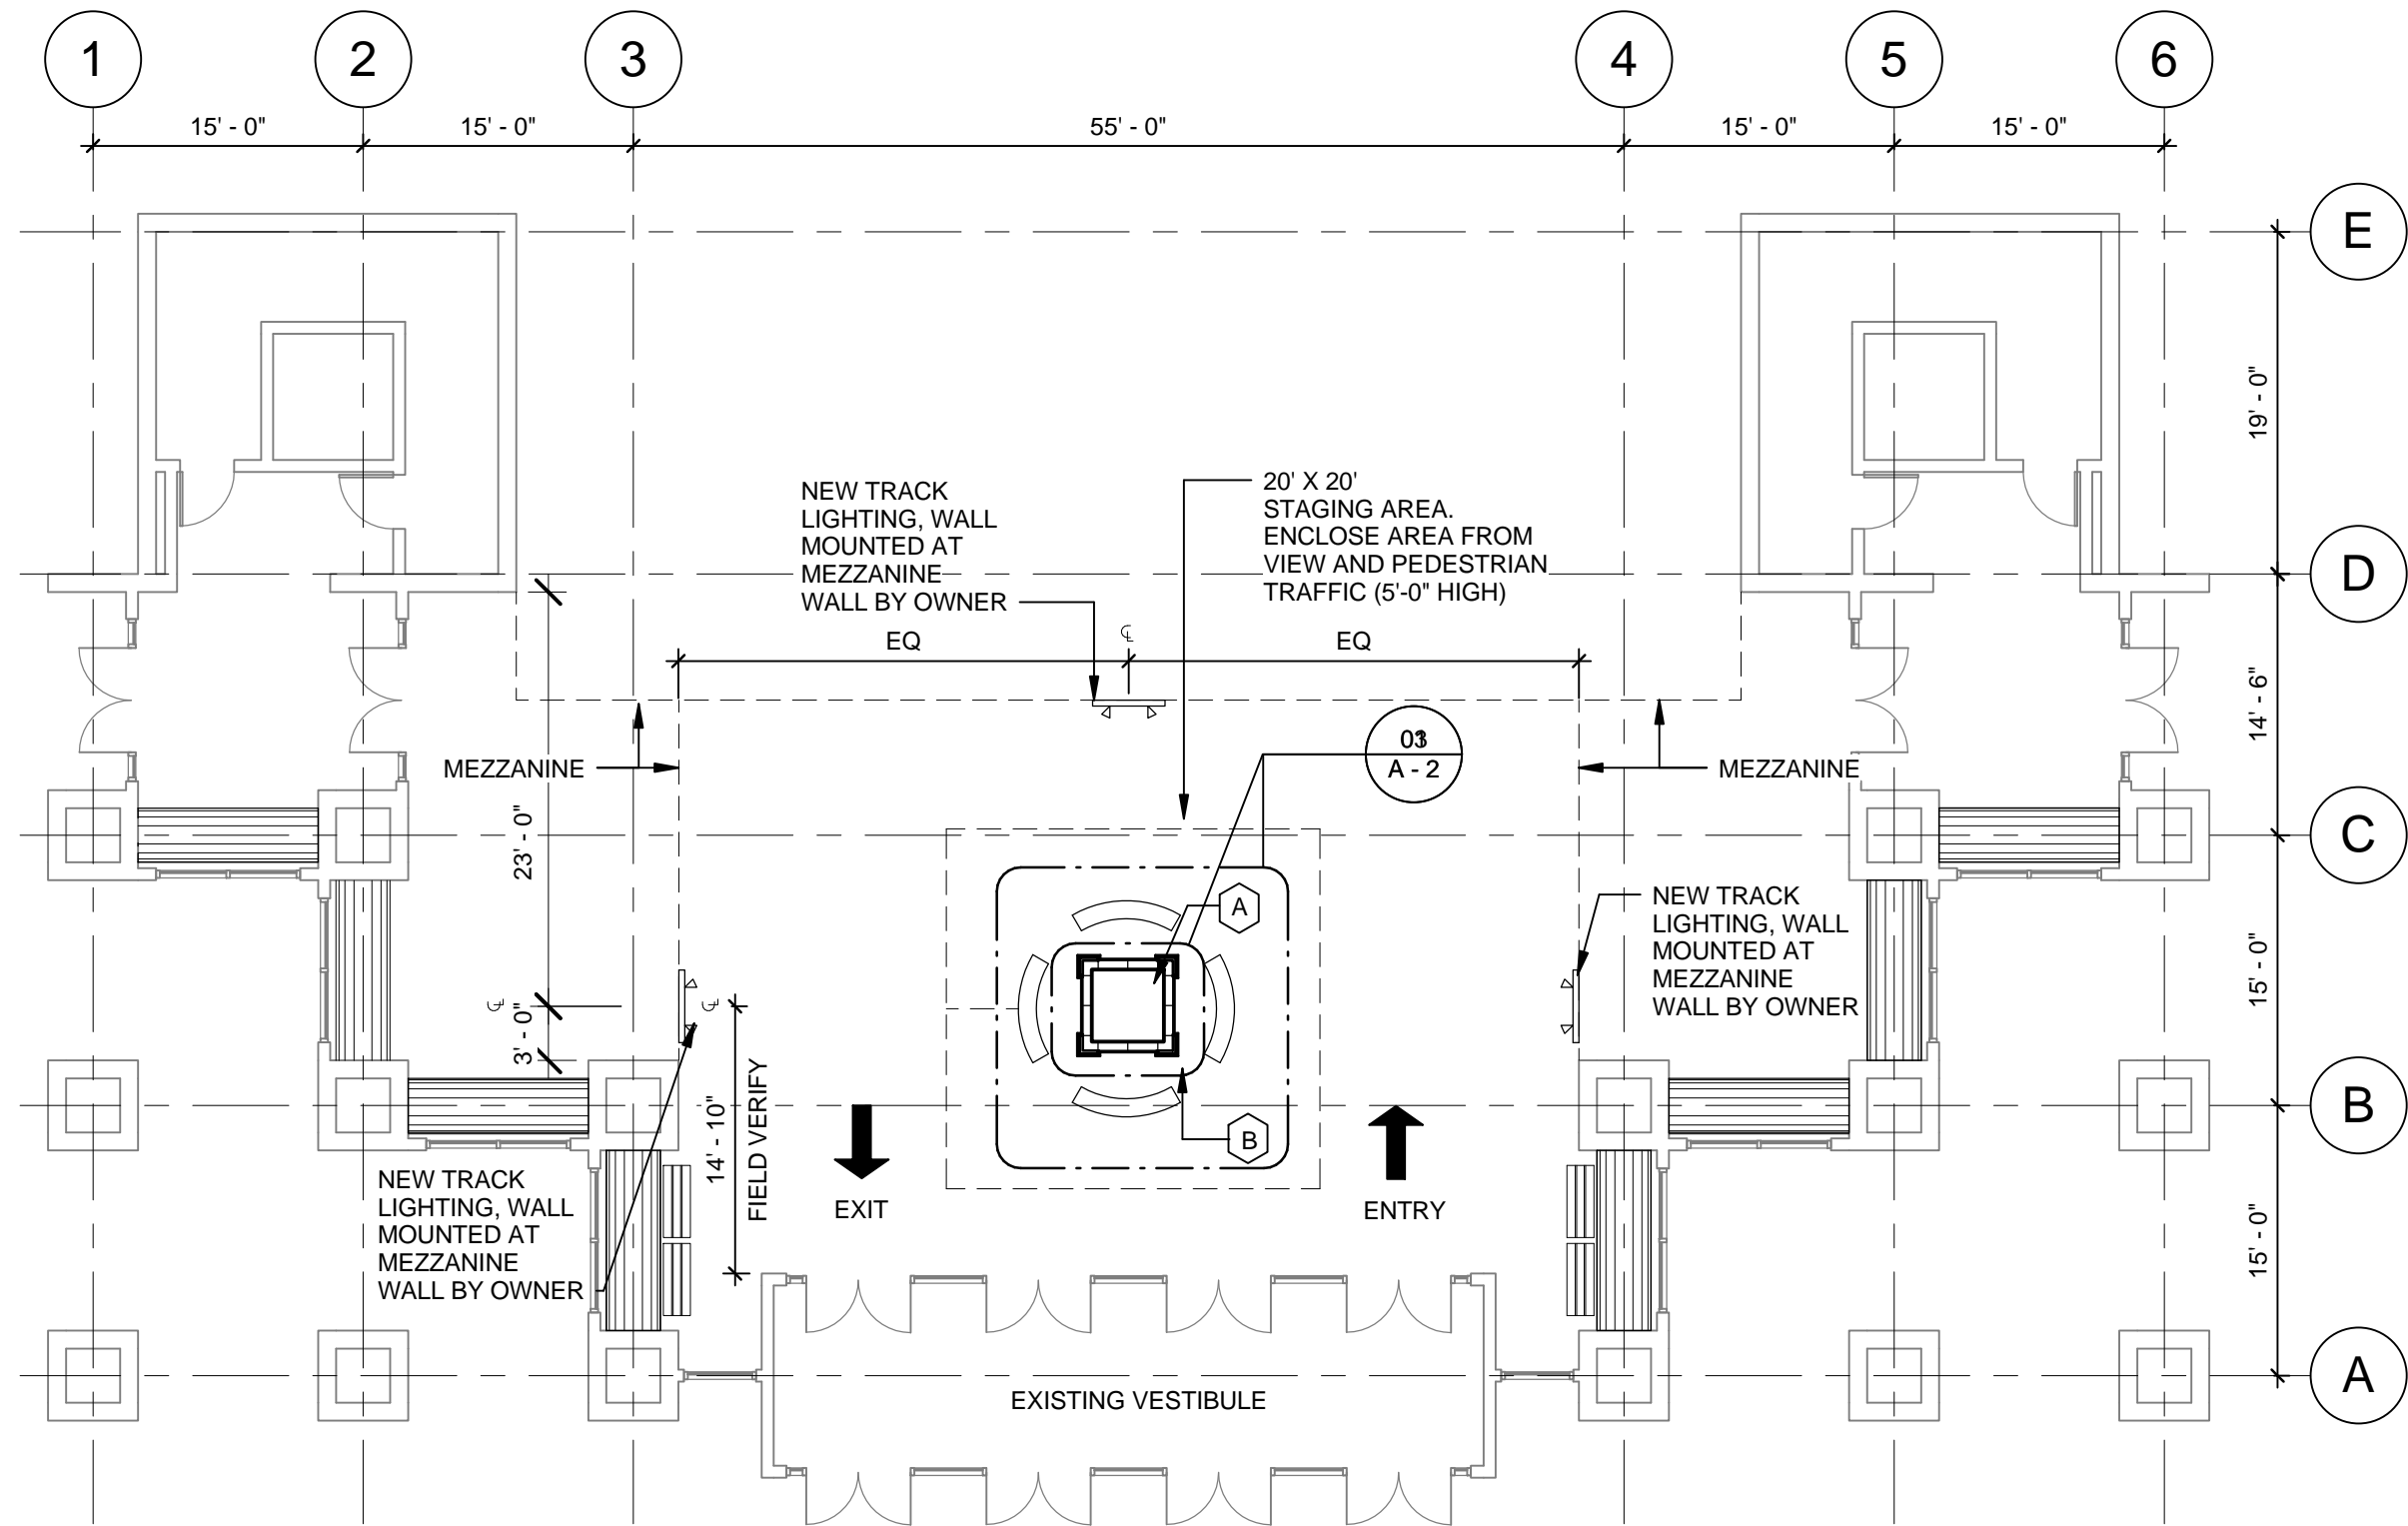 1
2
3
4
5
6
15' - 0"
15' - 0"
55' - 0"
15' - 0"
15' - 0"
E
D
C
B
A
19' - 0"
14' - 6"
15' - 0"
15' - 0"
NEW TRACK
LIGHTING, WALL
MOUNTED AT
MEZZANINE
WALL BY OWNER
20' X 20'
STAGING AREA.
ENCLOSE AREA FROM
VIEW AND PEDESTRIAN
TRAFFIC (5'-0" HIGH)
EQ
EQ
MEZZANINE
MEZZANINE
A - 2
23' - 0"
3' - 0"
A
B
NEW TRACK
LIGHTING, WALL
MOUNTED AT
MEZZANINE
WALL BY OWNER
14' - 10"
FIELD VERIFY
EXIT
ENTRY
NEW TRACK
LIGHTING, WALL
MOUNTED AT
MEZZANINE
WALL BY OWNER
EXISTING VESTIBULE